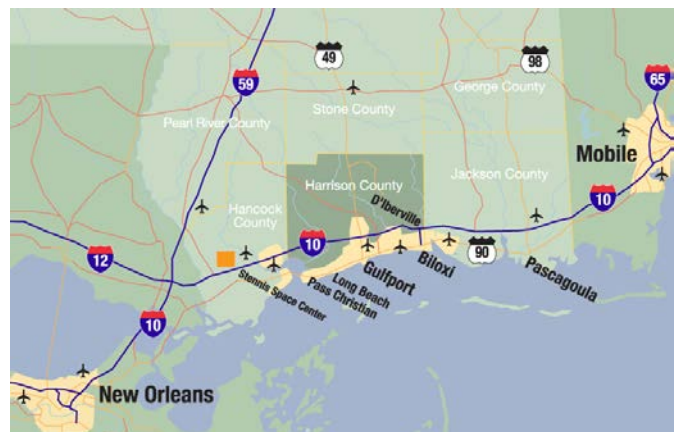 49
98
65
59
George County
Stone County
Pearl River County
Mobile
Harrison County
Jackson County
D'Iberville
10
Hancock
County
10
90
12
Stennis Space Center
Long Beach
Pass Christian
Gulfport
Biloxi
Pascagoula
10
New Orleans